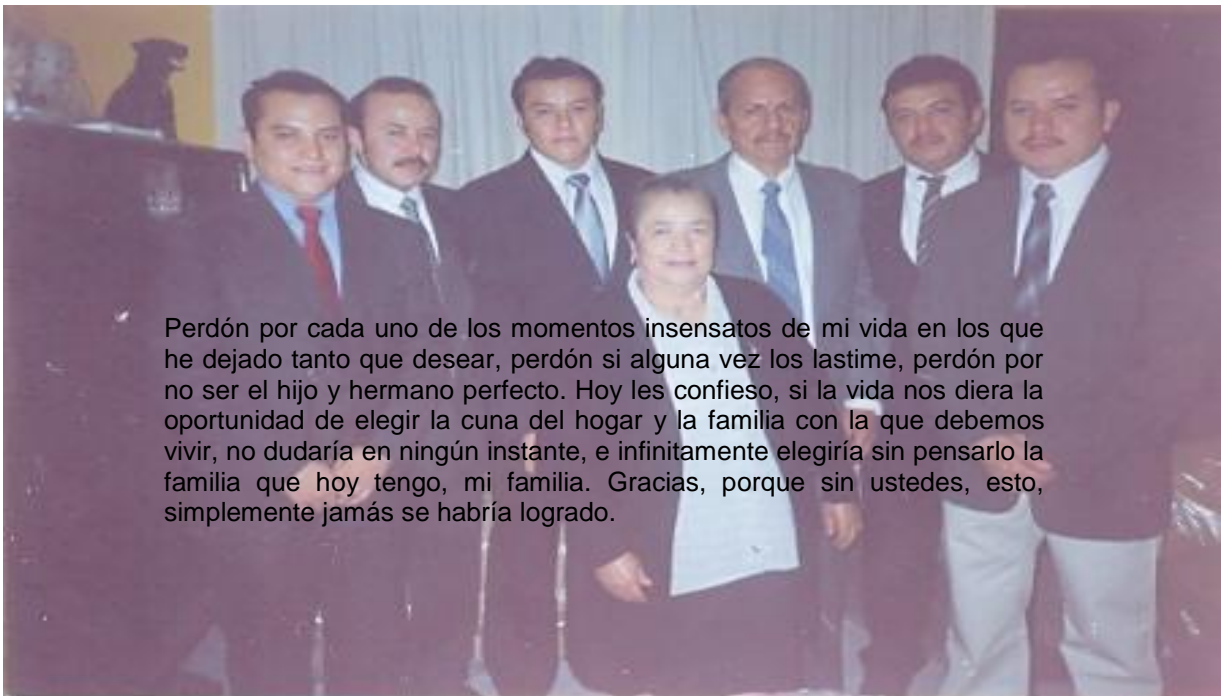 Perdón por cada uno de los momentos insensatos de mi vida en los que
he dejado tanto que desear, perdón si alguna vez los lastime, perdón por
no ser el hijo y hermano perfecto. Hoy les confieso, si la vida nos diera la
oportunidad de elegir la cuna del hogar y la familia con la que debemos
vivir, no dudaría en ningún instante, e infinitamente elegiría sin pensarlo la
familia que hoy tengo, mi familia. Gracias, porque sin ustedes, esto,
simplemente jamás se habría logrado.